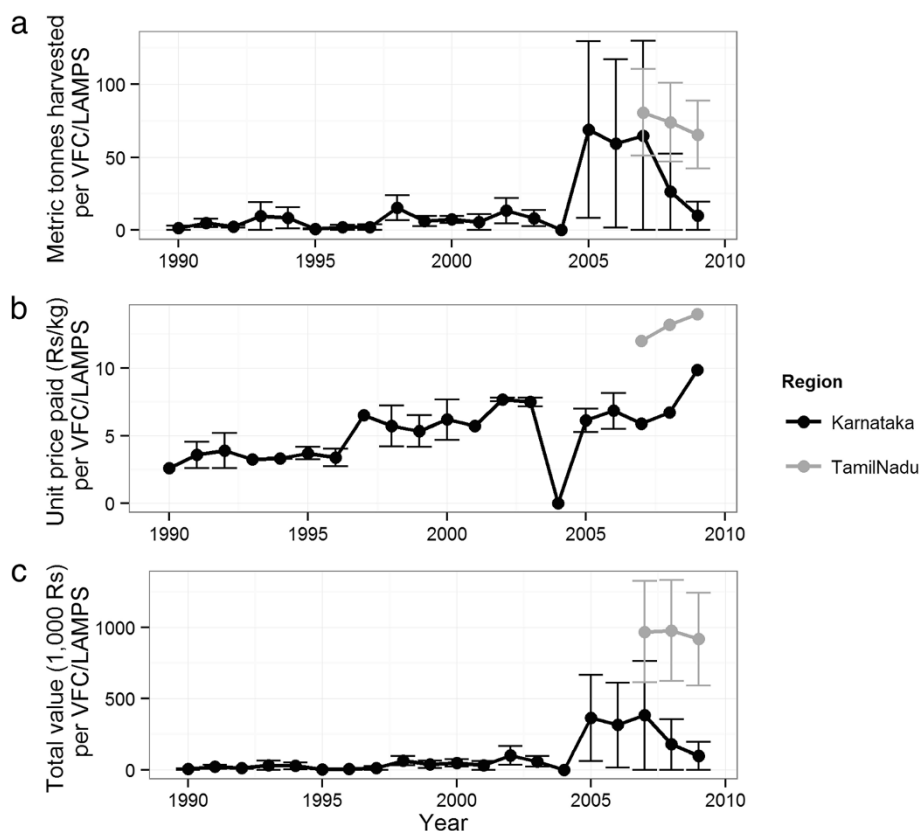 a
Metric tonnes harvested
per VFC/LAMPS
100
50
0
1990 1995 2000 2005 2010
b
Unit price paid (Rs/kg)
per VFC/LAMPS
10
5
0
1990 1995 2000 2005 2010
Region
Karnataka
TamilNadu
c
Total value (1,000 Rs)
per VFC/LAMPS
1000
500
0
1990 1995 2000 2005 2010
Year